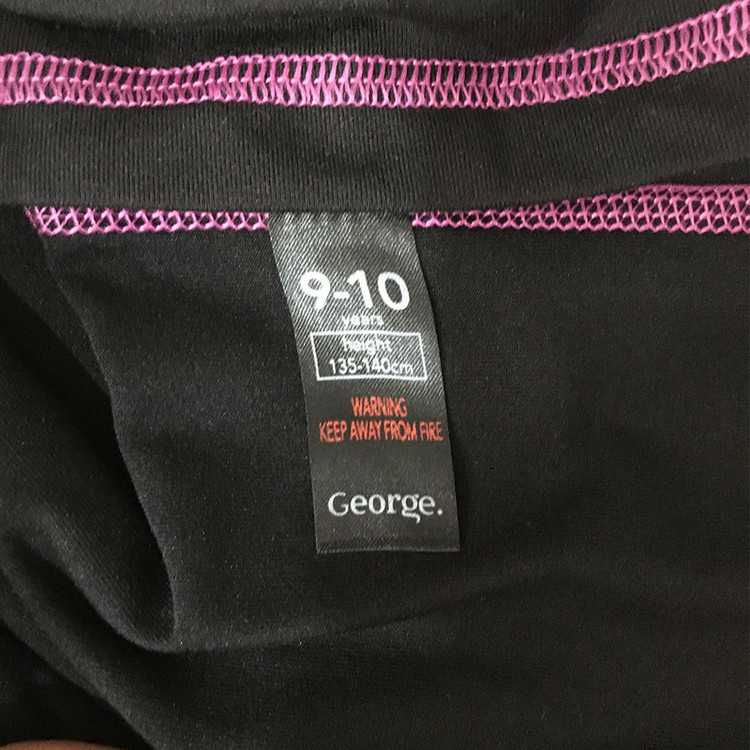 9-10
years
height
135-140cm
WARNING
KEEP AWAY FROM FIRE
George.